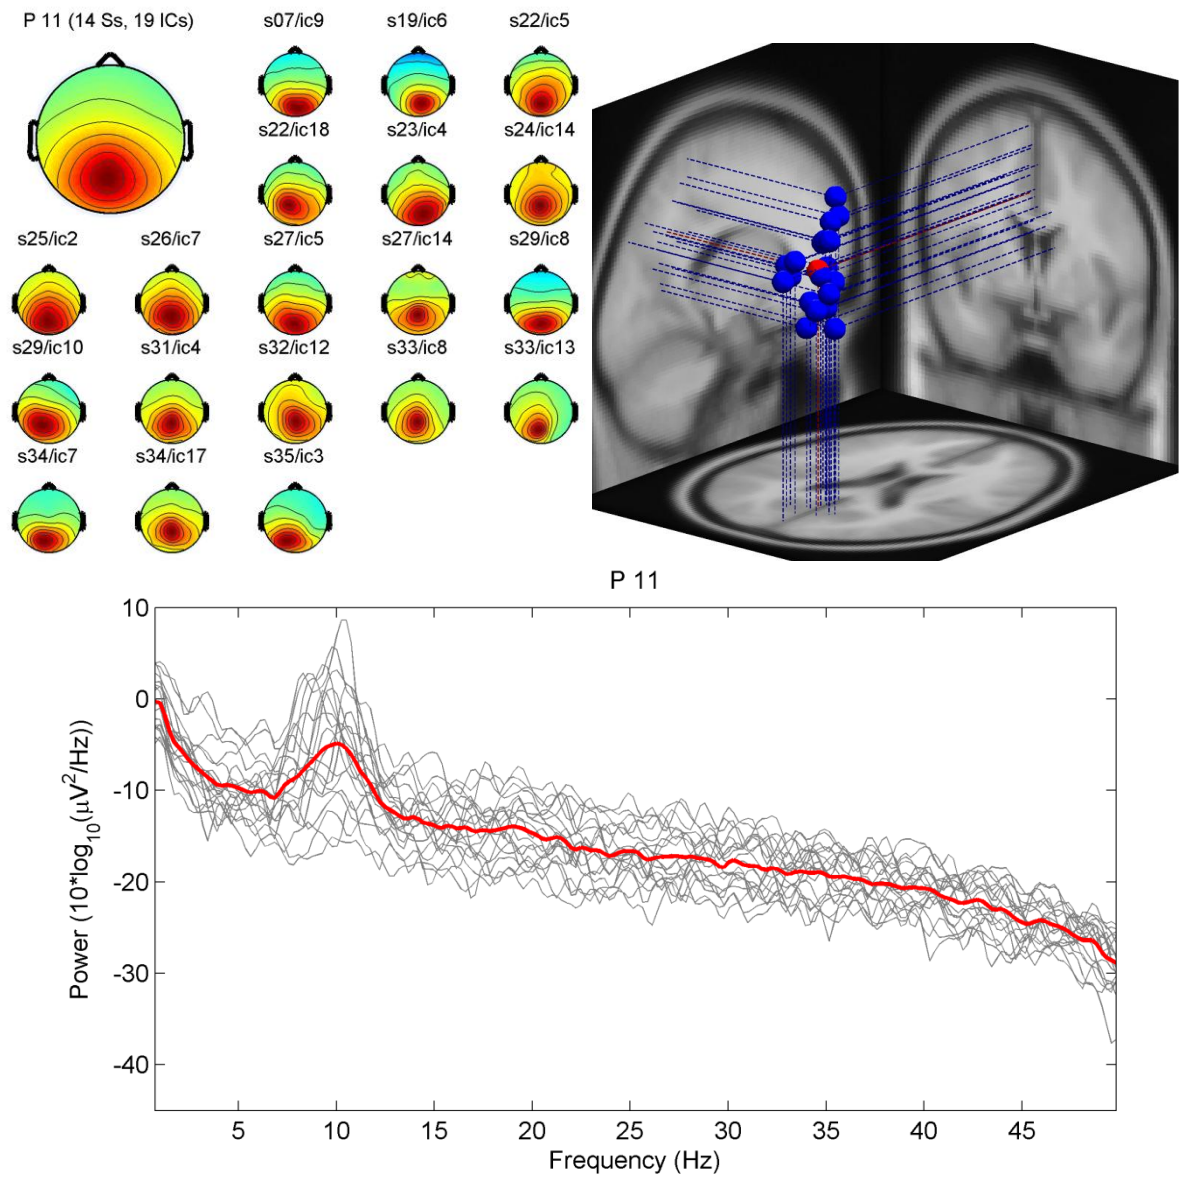 P 11 (14 Ss, 19 ICs)
s07/ic9
s19/ic6
s22/ic5
s22/ic18
s23/ic4
s24/ic14
s25/ic2
s26/ic7
s27/ic5
s27/ic14
s29/ic8
s29/ic10
s31/ic4
s32/ic12
s33/ic8
s33/ic13
s34/ic7
s34/ic17
s35/ic3
P 11
10
0
-10
-20
-30
-40
Power (10*log10(μV2/Hz))
5
10
15
20
25
30
35
40
45
Frequency (Hz)